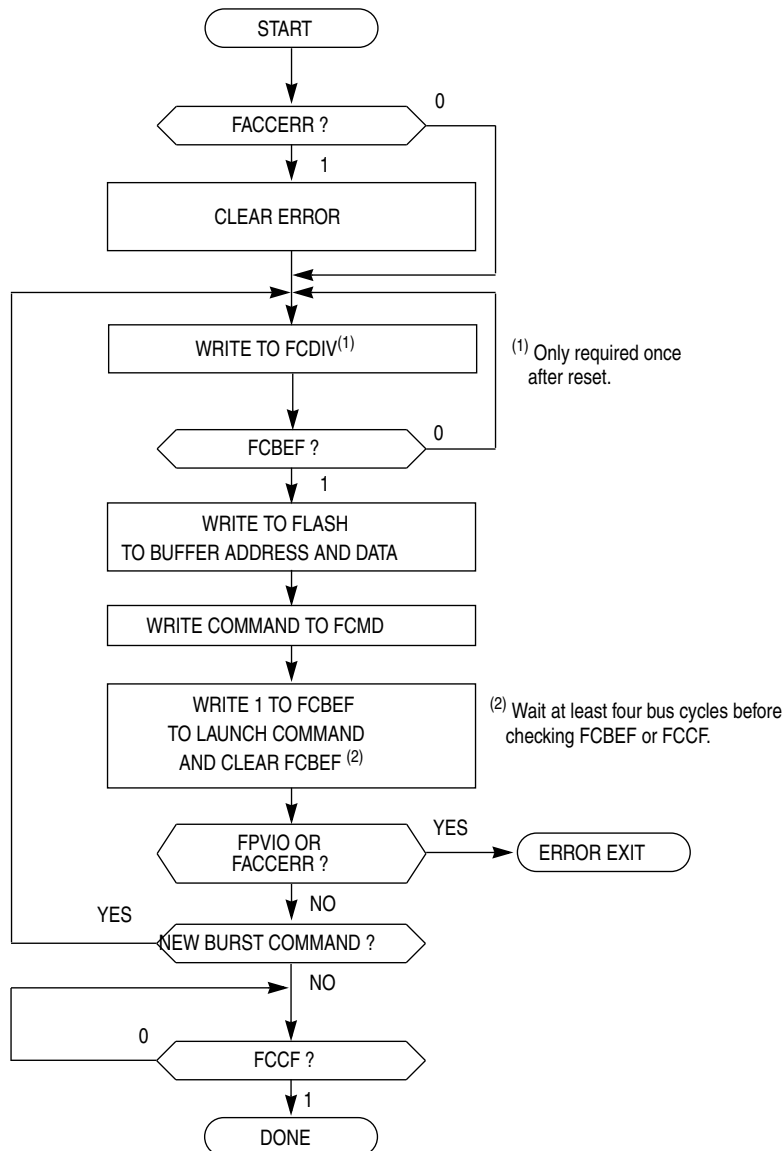 START
FACCERR ?
0
1
CLEAR ERROR
WRITE TO FCDIV(1)
(1) Only required once
after reset.
FCBEF ?
0
1
WRITE TO FLASH
TO BUFFER ADDRESS AND DATA
WRITE COMMAND TO FCMD
WRITE 1 TO FCBEF
TO LAUNCH COMMAND
AND CLEAR FCBEF (2)
(2) Wait at least four bus cycles before
checking FCBEF or FCCF.
FPVIO OR
FACCERR ?
YES
ERROR EXIT
NO
YES
NEW BURST COMMAND ?
NO
0
FCCF ?
1
DONE